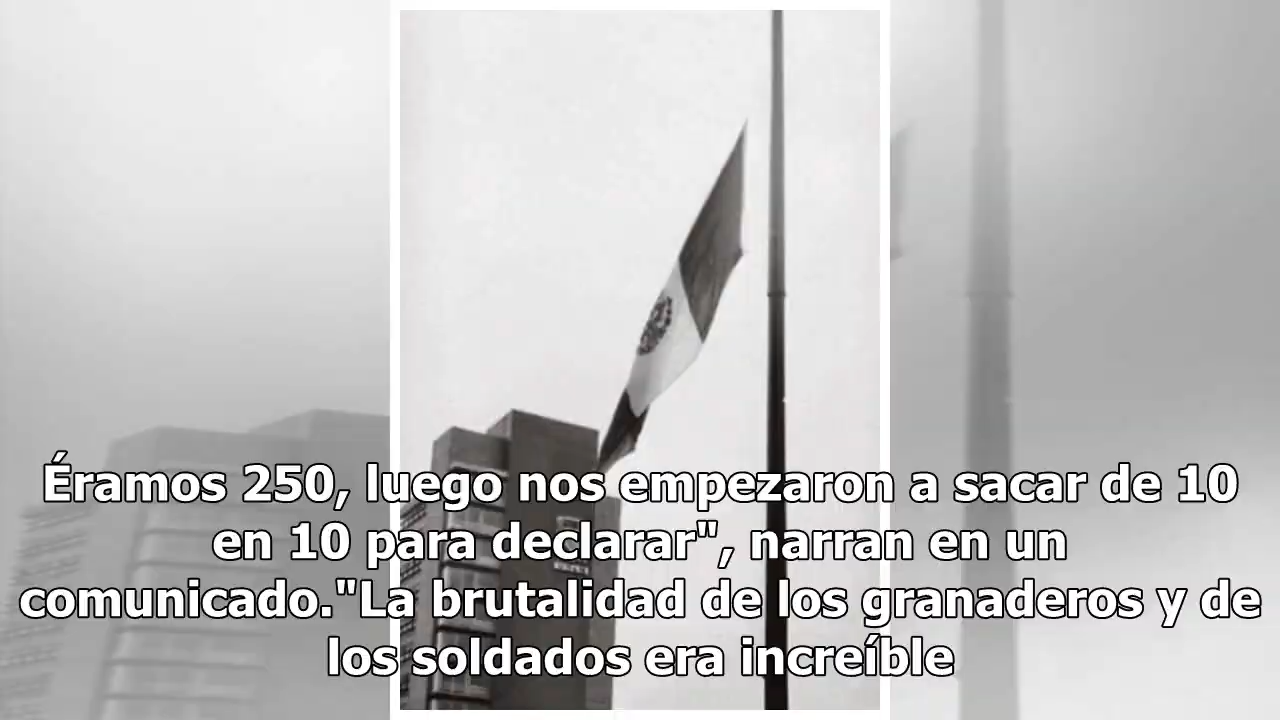 Éramos 250, luego nos empezaron a sacar de 10
en 10 para declarar", narran en un
comunicado."La brutalidad de los granaderos y de
los soldados era increíble